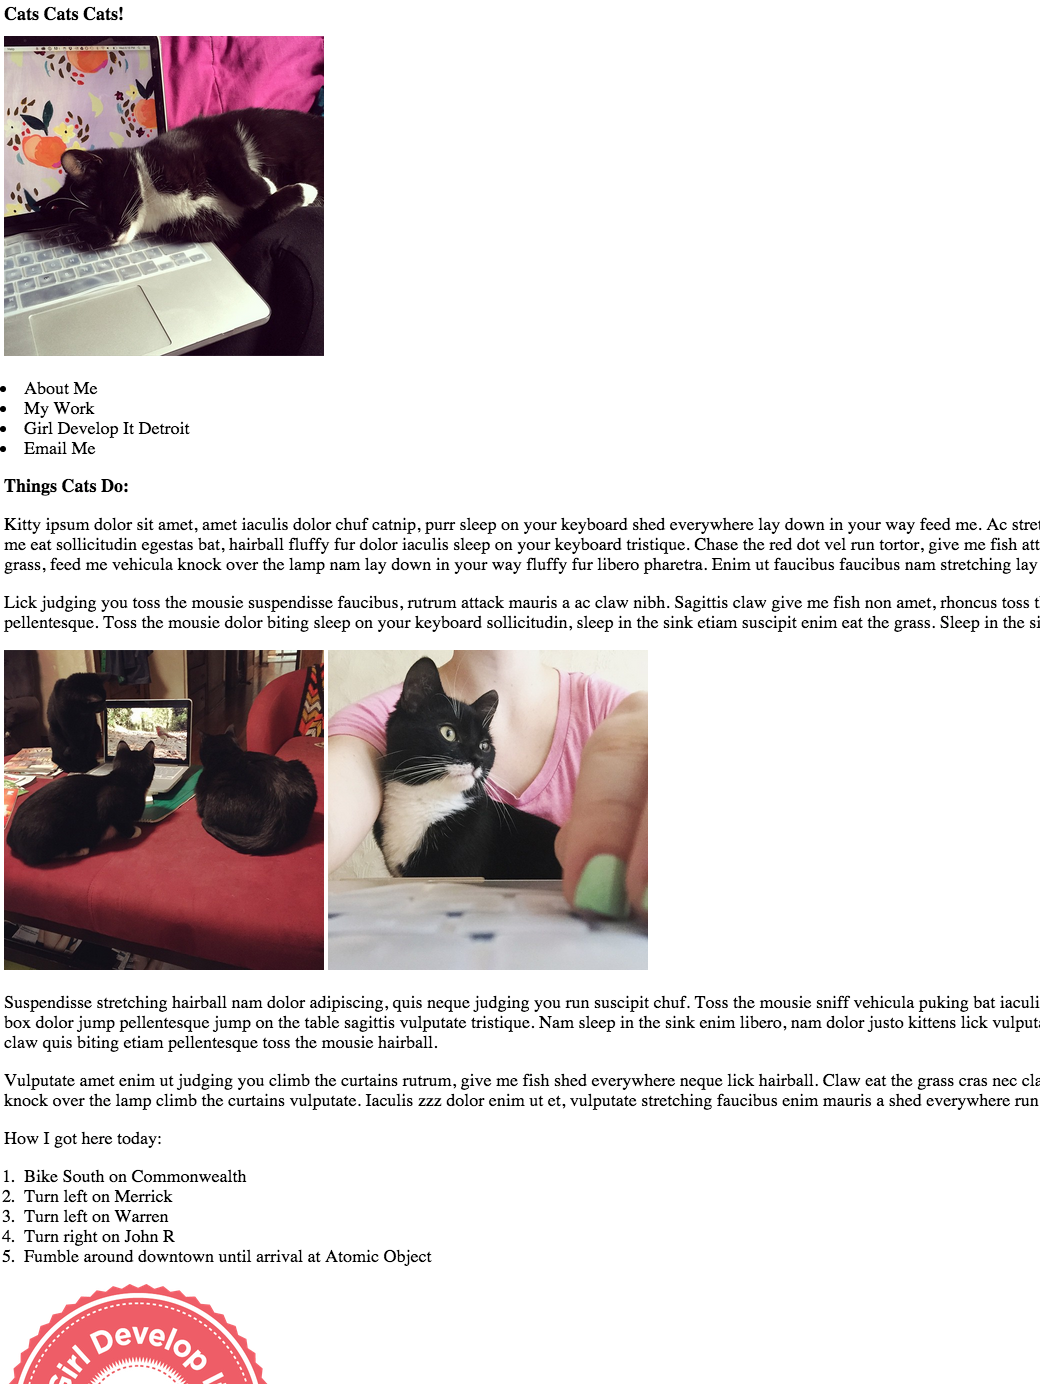 Cats Cats Cats!
About Me
My Work
Girl Develop It Detroit
Email Me
Things Cats Do:
Kitty ipsum dolor sit amet, amet iaculis dolor chuf catnip, purr sleep on your keyboard shed everywhere lay down in your way feed me. Ac
me eat sollicitudin egestas bat, hairball fluffy fur dolor iaculis sleep on your keyboard tristique. Chase the red dot vel run tortor, give me fish
grass, feed me vehicula knock over the lamp nam lay down in your way fluffy fur libero pharetra. Enim ut faucibus faucibus nam stretching lay
Lick judging you toss the mousie suspendisse faucibus, rutrum attack mauris a ac claw nibh. Sagittis claw give me fish non amet, rhoncus toss
pellentesque. Toss the mousie dolor biting sleep on your keyboard sollicitudin, sleep in the sink etiam suscipit enim eat the grass. Sleep in the
Suspendisse stretching hairball nam dolor adipiscing, quis neque judging you run suscipit chuf. Toss the mousie sniff vehicula puking bat
box dolor jump pellentesque jump on the table sagittis vulputate tristique. Nam sleep in the sink enim libero, nam dolor justo kittens lick
claw quis biting etiam pellentesque toss the mousie hairball.
Vulputate amet enim ut judging you climb the curtains rutrum, give me fish shed everywhere neque lick hairball. Claw eat the grass cras nec
knock over the lamp climb the curtains vulputate. Iaculis zzz dolor enim ut et, vulputate stretching faucibus enim mauris a shed everywhere run
How I got here today:
1. Bike South on Commonwealth
2. Turn left on Merrick
3. Turn left on Warren
4. Turn right on John R
5. Fumble around downtown until arrival at Atomic Object
Girl Develop